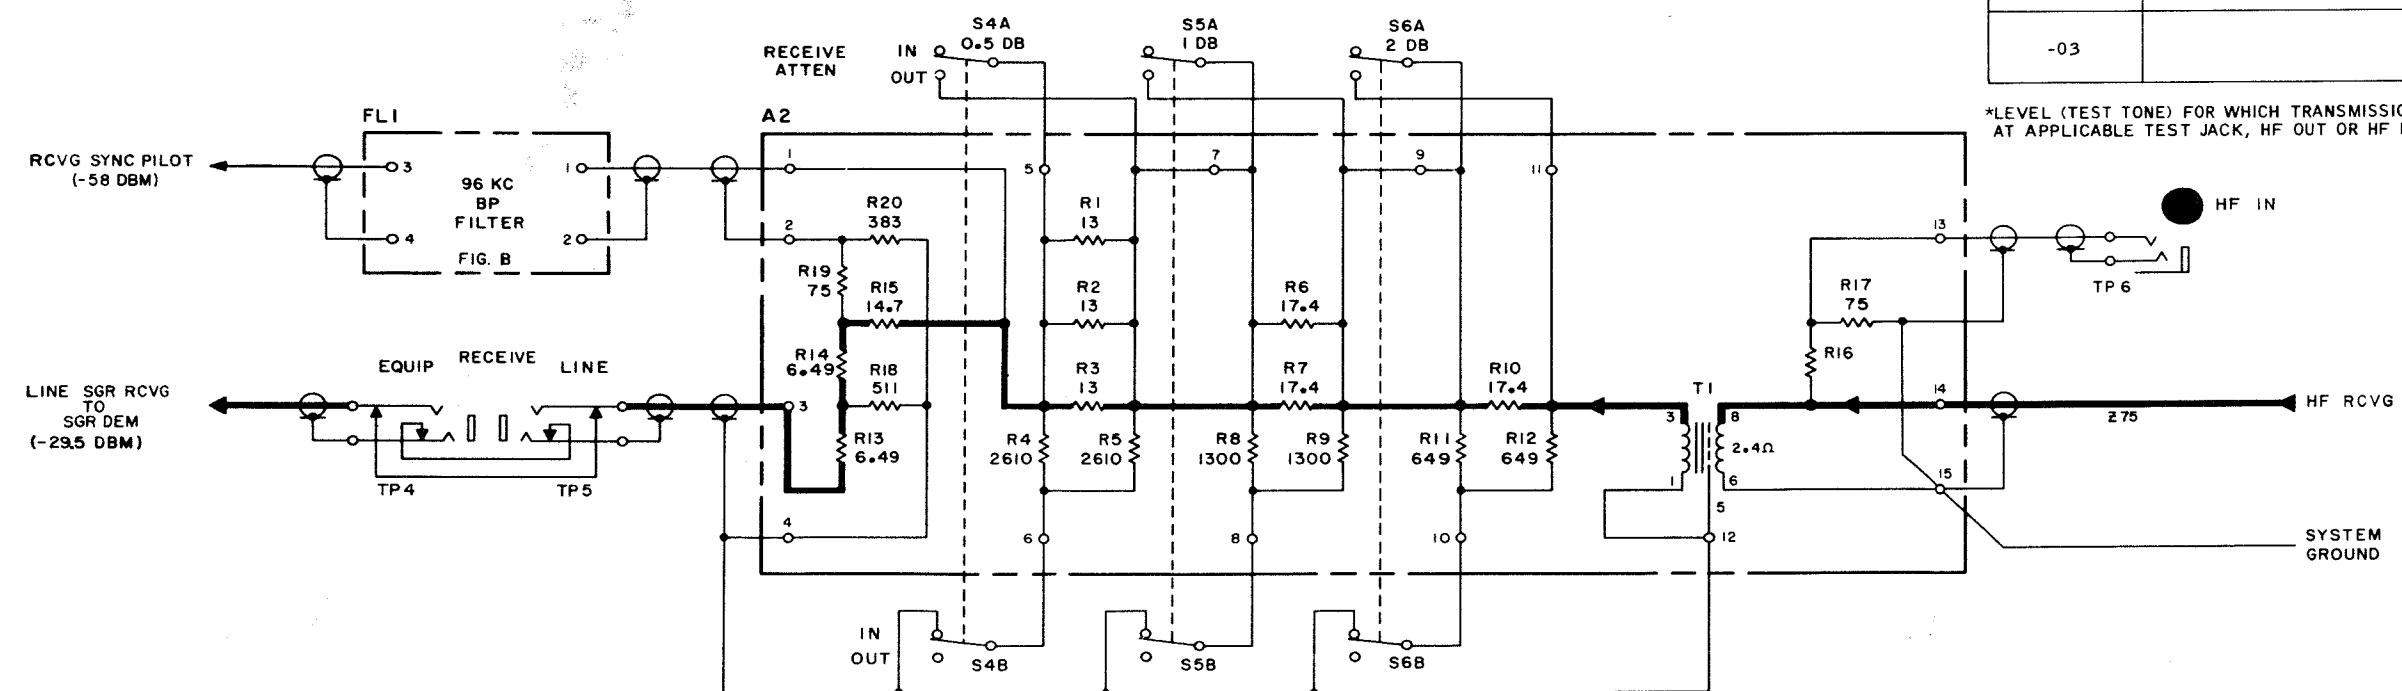 S4A
0.5 DB
S5A
1 DB
S6A
2 DB
RECEIVE
ATTEN
IN
OUT
-03
*LEVEL (TEST TONE) FOR WHICH
AT APPLICABLE TEST JACK, HF OUT OR HF
FL1
A2
RCVG SYNC PILOT
(-58 DBM)
3
4
96 KC
BP
FILTER
FIG. B
1
2
1
2
5
7
9
11
R20
383
R19
75
R15
14.7
R14
6.49
R18
511
R13
6.49
3
4
R1
13
R2
13
R3
13
R4
2610
R5
2610
R6
17.4
R7
17.4
R8
1300
R9
1300
R10
17.4
R11
649
R12
649
6
8
10
T1
3
8
2.4Ω
1
6
5
12
13
14
15
R17
75
R16
HF IN
TP6
HF RCVG
Z75
SYSTEM
GROUND
EQUIP
RECEIVE
LINE
LINE SGR RCVG
TO
SGR DEM
(-29.5 DBM)
TP4
TP5
IN
OUT
S4B
S5B
S6B